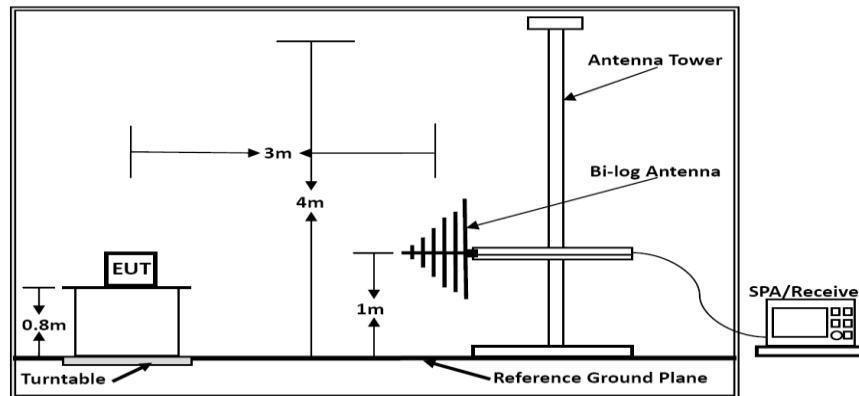 Antenna Tower
3m
Bi-log Antenna
4m
EUT
SPA/Receive
1m
0.8m
Turntable
Reference Ground Plane